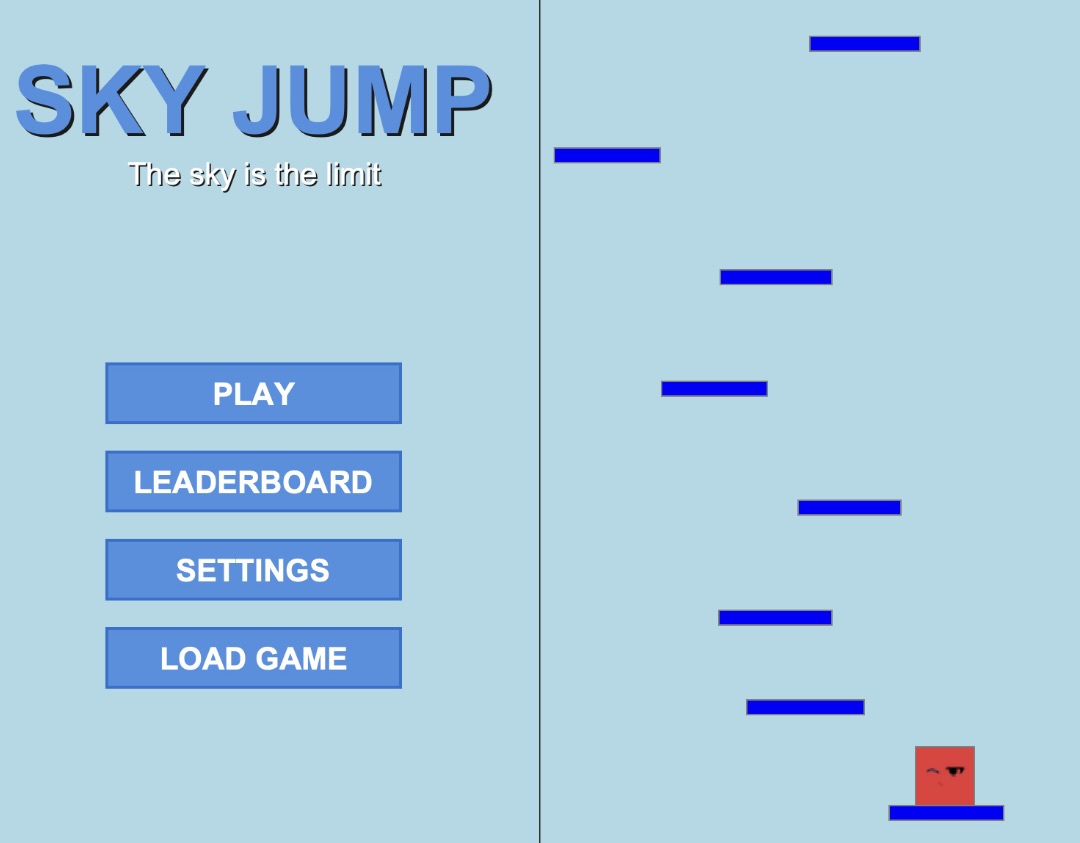 SKY JUMP
The sky is the limit
PLAY
LEADERBOARD
SETTINGS
LOAD GAME